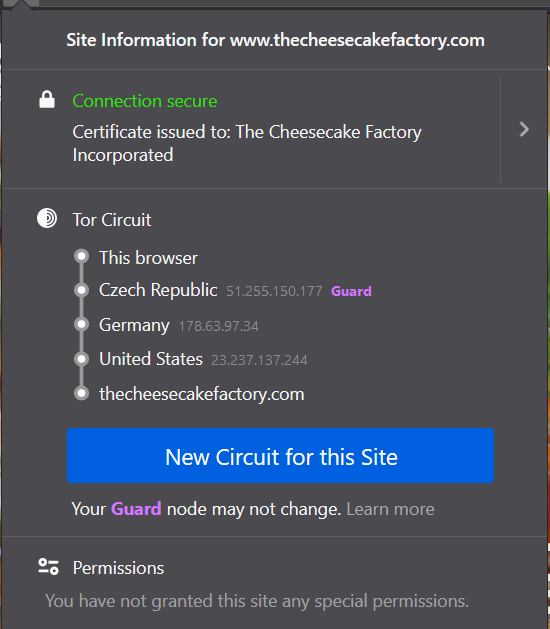 Site Information for www.thecheesecakefactory.com
Connection secure
Certificate issued to: The Cheesecake Factory
Incorporated
Tor Circuit
This browser
Czech Republic 51.255.150.177 Guard
Germany 178.63.97.34
United States 23.237.137.244
thecheesecakefactory.com
New Circuit for this Site
Your Guard node may not change. Learn more
Permissions
You have not granted this site any special permissions.